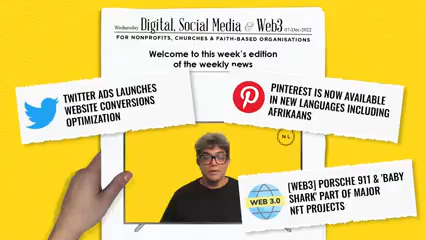 Wednesday
Digital, Social Media & Web3
07-Dec-2022
FOR NONPROFITS, CHURCHES & FAITH-BASED ORGANISATIONS
Welcome to this week's edition
of the weekly news
TWITTER ADS LAUNCHES
WEBSITE CONVERSIONS
OPTIMIZATION
PINTEREST IS NOW AVAILABLE
IN NEW LANGUAGES INCLUDING
AFRIKAANS
NL
WEB 3.0
[WEB3] PORSCHE 911 & 'BABY
SHARK' PART OF MAJOR
NFT PROJECTS